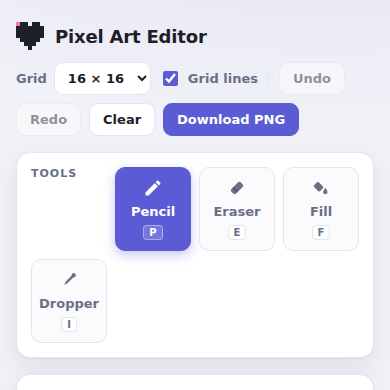 Pixel Art Editor
Grid 16 × 16 Grid lines Undo
Redo Clear Download PNG
TOOLS
Pencil Eraser Fill
P E F
Dropper
I